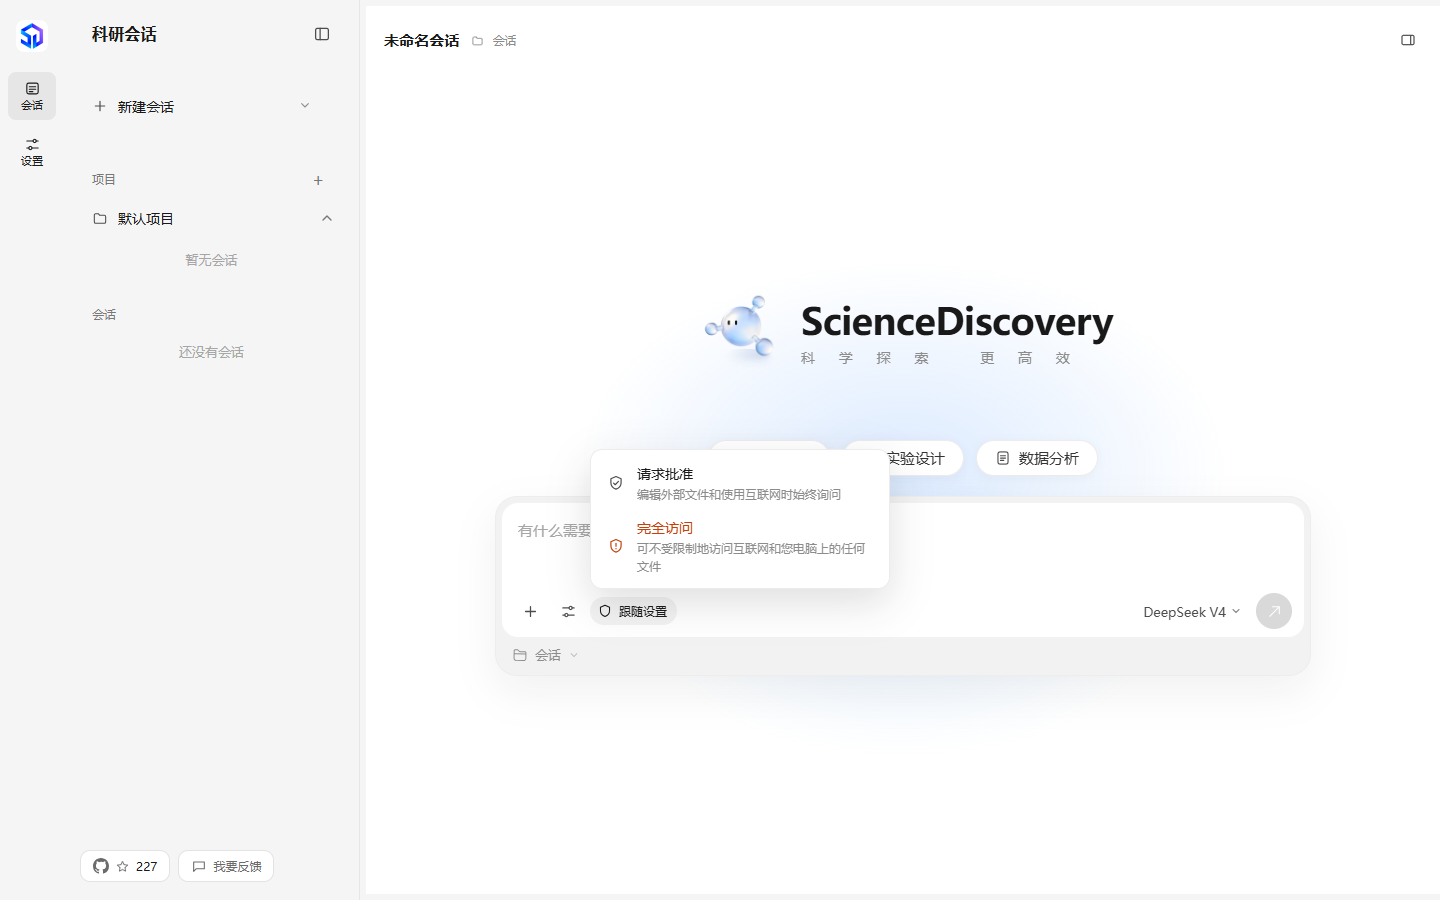 科研会话
会话
设置
新建会话
项目
默认项目
暂无会话
会话
还没有会话
227
我要反馈
未命名会话
会话
ScienceDiscovery
科学探索 更高效
实验设计
数据分析
请求批准
编辑外部文件和使用互联网时始终询问
完全访问
可不受限制地访问互联网和您电脑上的任何
文件
有什么需要
跟随设置
DeepSeek V4
会话